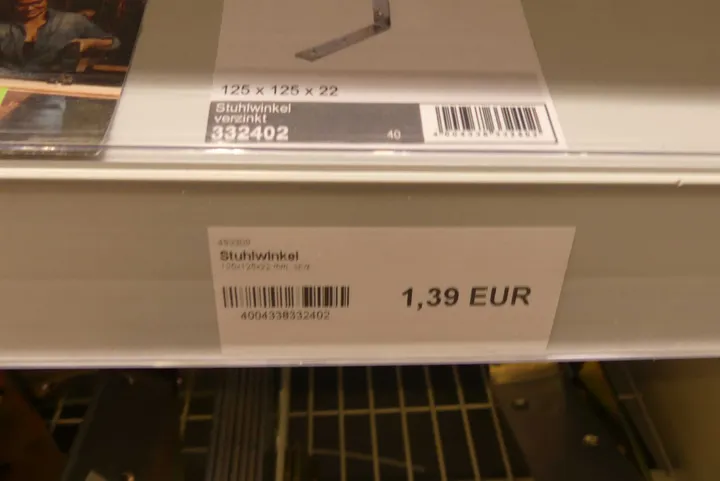 125 x 125 x 22
Stuhlwinkel
verzinkt
332402
40
Stuhlwinkel
1,39 EUR
4004338332402